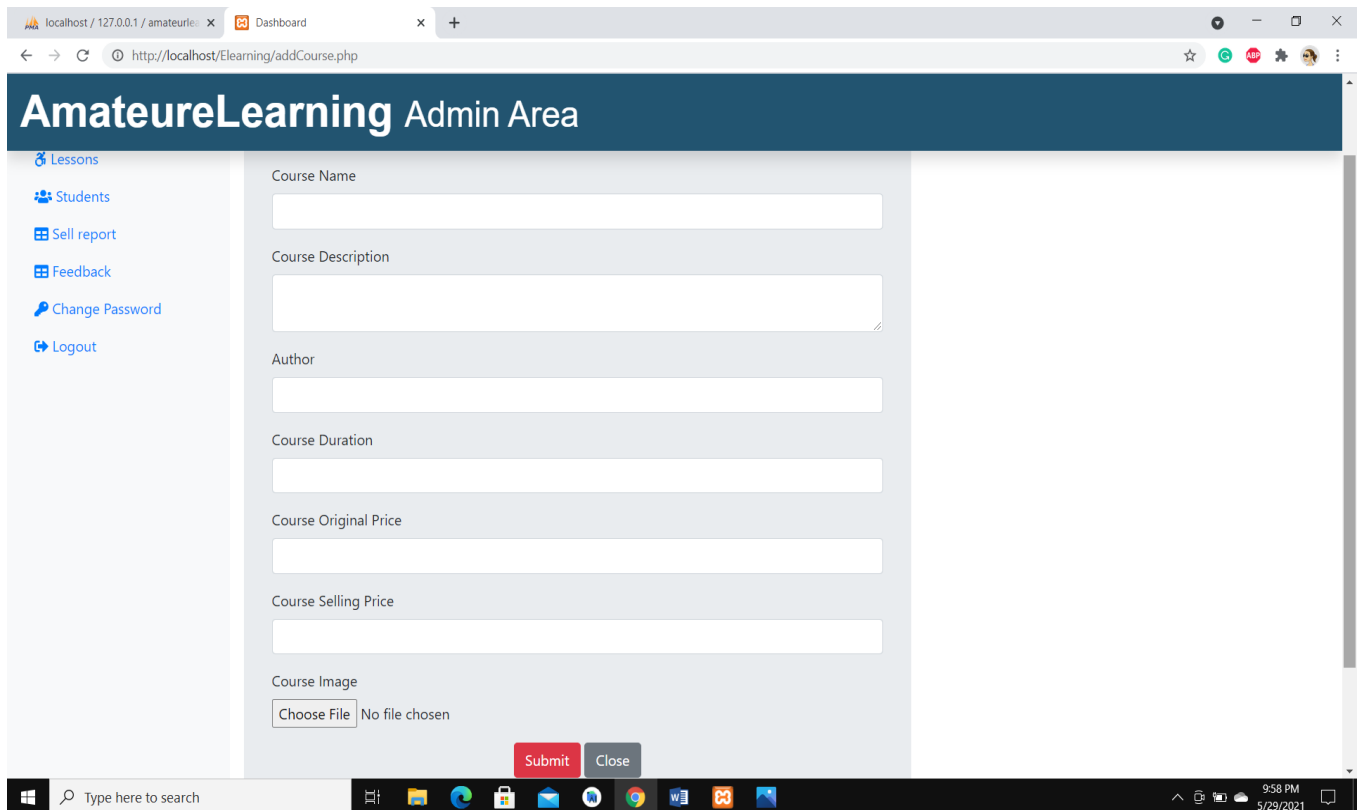 localhost / 127.0.0.1 / amateurlea
Dashboard
http://localhost/Elearning/addCourse.php
ABP
AmateureLearning Admin Area
Lessons
Students
Sell report
Feedback
Change Password
Logout
Course Name
Course Description
Author
Course Duration
Course Original Price
Course Selling Price
Course Image
Choose File No file chosen
Submit Close
Type here to search
9:58 PM
5/29/2021